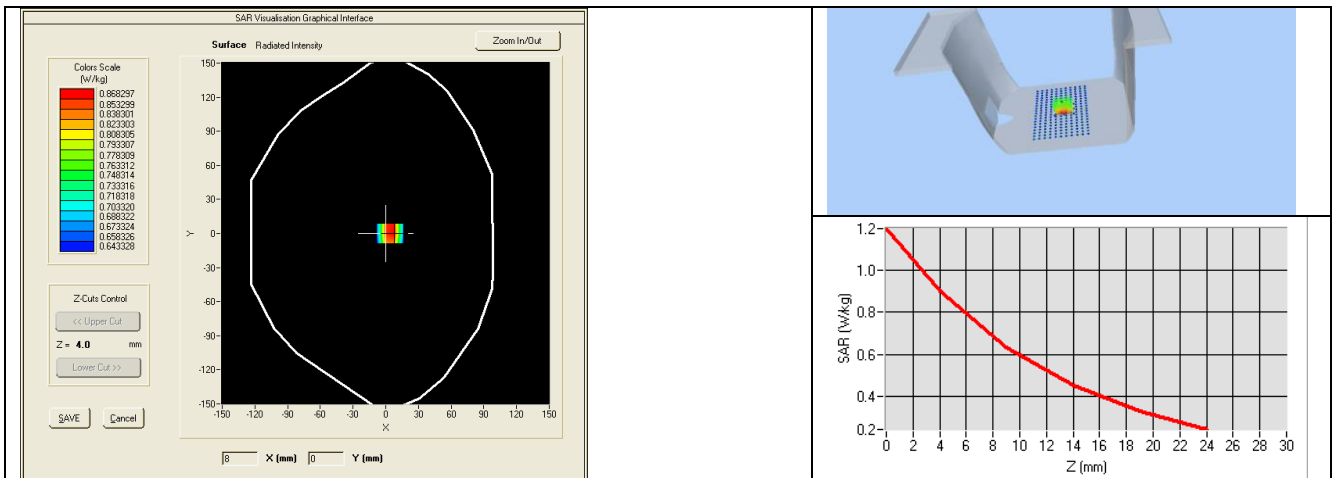 SAR Visualisation Graphical Interface
Surface Radiated Intensity
Zoom In/Out
Colors Scale
(W/kg)
0.868297
0.853299
0.838301
0.823303
0.808305
0.793307
0.778309
0.763312
0.748314
0.733316
0.718318
0.703320
0.688322
0.673324
0.658326
0.643328
Z-Cuts Control
<< Upper Cut
Z = 4.0 mm
Lower Cut >>
SAVE Cancel
150-
120-
90-
60-
30-
0-
-30-
-60-
-90-
-120-
-150-
Y
-150 -120 -90 -60 -30 0 30 60 90 120 150
X
8 X (mm) 0 Y (mm)
1.2-
1.0-
0.8-
0.6-
0.4-
0.2-
SAR (W/kg)
0 2 4 6 8 10 12 14 16 18 20 22 24 26 28 30
Z (mm)